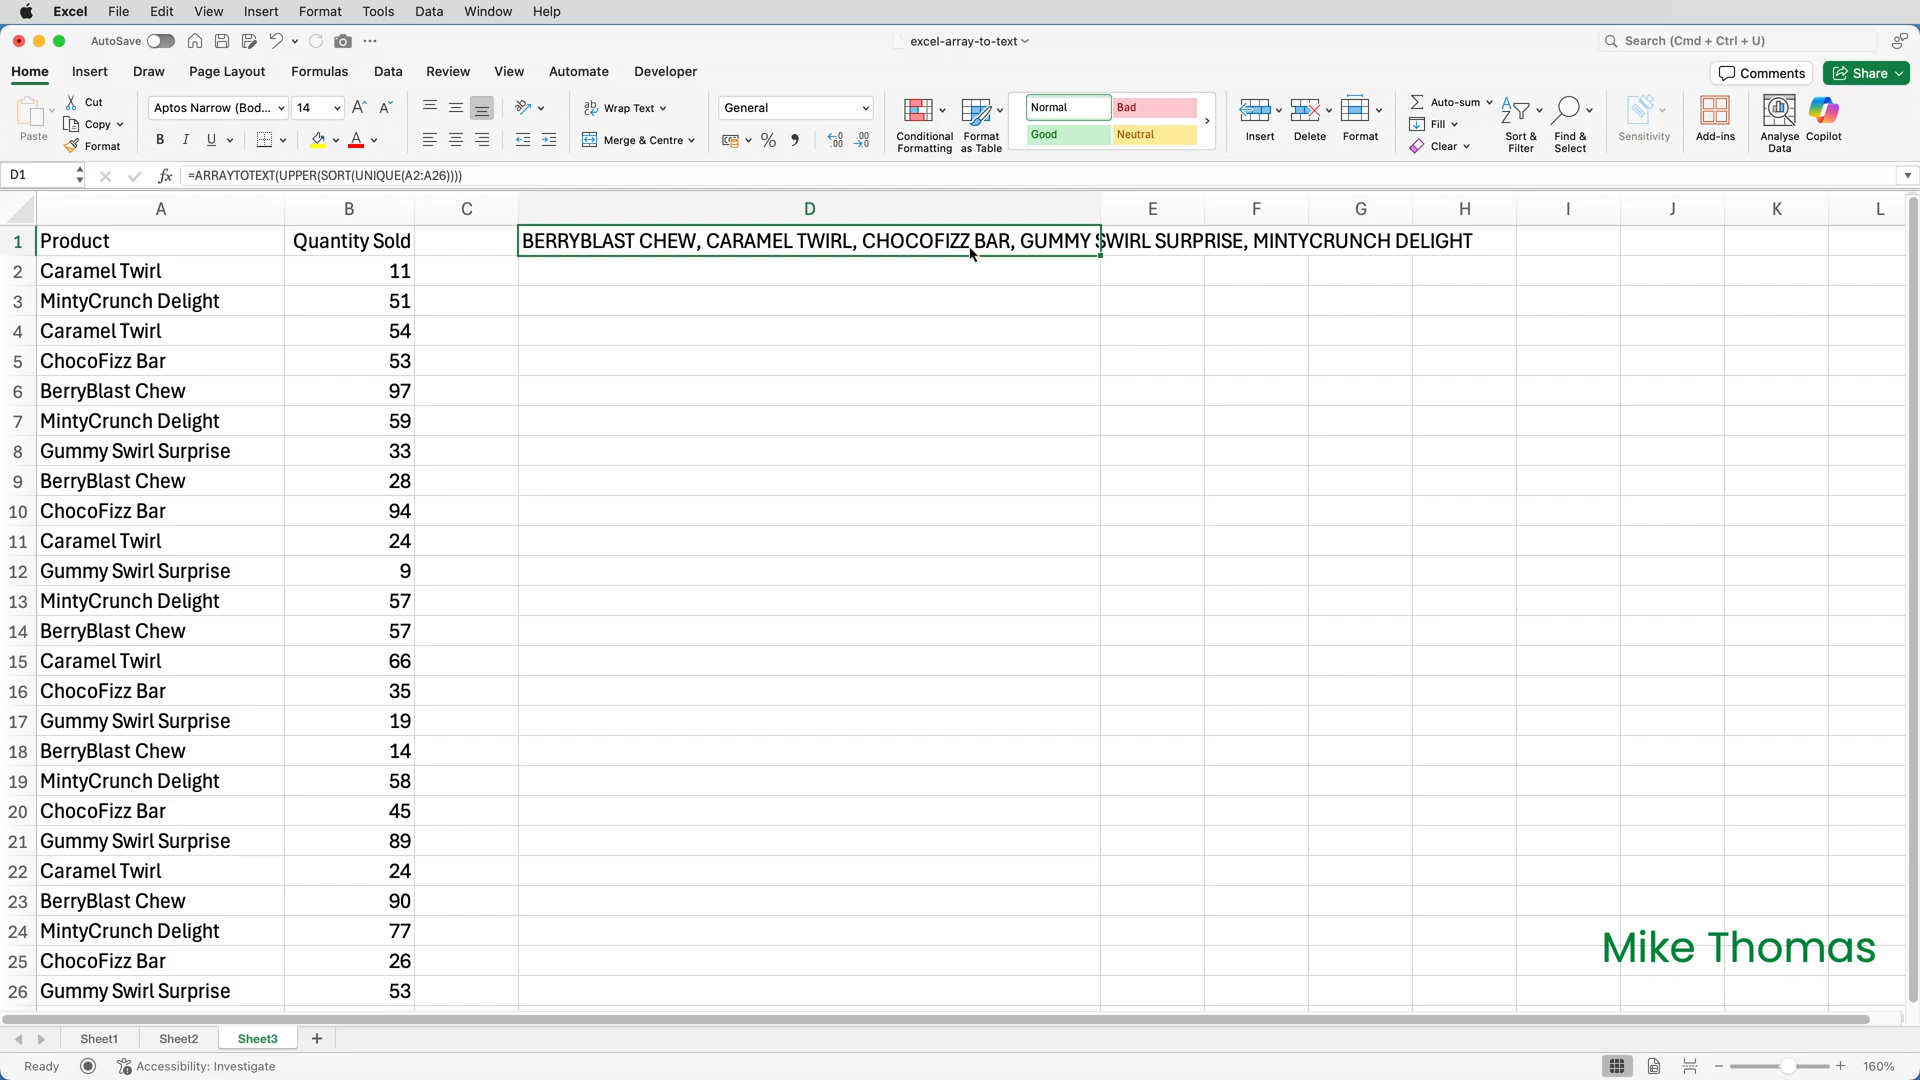 Excel File Edit View Insert Format Tools Data Window Help
AutoSave excel-array-to-text Search (Cmd + Ctrl + U)
Home Insert Draw Page Layout Formulas Data Review View Automate Developer Comments Share
Paste Cut Copy Format
Aptos Narrow (Bod... 14 A A
B I U A
Wrap Text
Merge & Centre
General
%
Conditional Formatting
Format as Table
Normal Bad
Good Neutral
Insert Delete Format
Auto-sum
Fill
Clear
Sort & Filter
Find & Select
Sensitivity
Add-ins
Analyse Data
Copilot
D1 fx =ARRAYTOTEXT(UPPER(SORT(UNIQUE(A2:A26))))
A B C D E F G H I J K L
1 Product Quantity Sold BERRYBLAST CHEW, CARAMEL TWIRL, CHOCOFIZZ BAR, GUMMY SWIRL SURPRISE, MINTYCRUNCH DELIGHT
2 Caramel Twirl 11
3 MintyCrunch Delight 51
4 Caramel Twirl 54
5 ChocoFizz Bar 53
6 BerryBlast Chew 97
7 MintyCrunch Delight 59
8 Gummy Swirl Surprise 33
9 BerryBlast Chew 28
10 ChocoFizz Bar 94
11 Caramel Twirl 24
12 Gummy Swirl Surprise 9
13 MintyCrunch Delight 57
14 BerryBlast Chew 57
15 Caramel Twirl 66
16 ChocoFizz Bar 35
17 Gummy Swirl Surprise 19
18 BerryBlast Chew 14
19 MintyCrunch Delight 58
20 ChocoFizz Bar 45
21 Gummy Swirl Surprise 89
22 Caramel Twirl 24
23 BerryBlast Chew 90
24 MintyCrunch Delight 77
25 ChocoFizz Bar 26
26 Gummy Swirl Surprise 53
Mike Thomas
Sheet1 Sheet2 Sheet3 +
Ready Accessibility: Investigate 160%